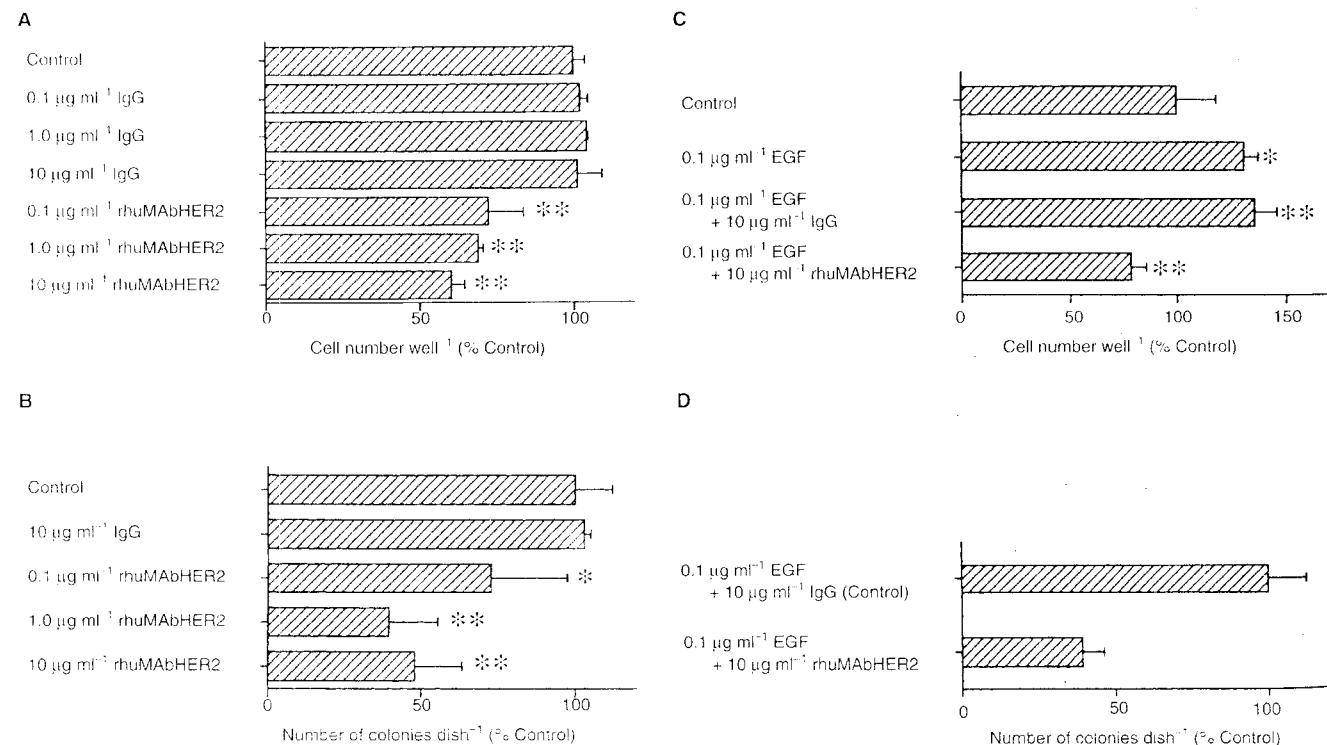 A
Control
0.1 µg ml⁻¹ IgG
1.0 µg ml⁻¹ IgG
10 µg ml⁻¹ IgG
0.1 µg ml⁻¹ rhuMAbHER2
1.0 µg ml⁻¹ rhuMAbHER2
10 µg ml⁻¹ rhuMAbHER2
**
**
**
0 50 100
Cell number well⁻¹ (% Control)
B
Control
10 µg ml⁻¹ IgG
0.1 µg ml⁻¹ rhuMAbHER2
1.0 µg ml⁻¹ rhuMAbHER2
10 µg ml⁻¹ rhuMAbHER2
*
**
**
0 50 100
Number of colonies dish⁻¹ (% Control)
C
Control
0.1 µg ml⁻¹ EGF
0.1 µg ml⁻¹ EGF
+ 10 µg ml⁻¹ IgG
0.1 µg ml⁻¹ EGF
+ 10 µg ml⁻¹ rhuMAbHER2
*
**
**
0 50 100 150
Cell number well⁻¹ (% Control)
D
0.1 µg ml⁻¹ EGF
+ 10 µg ml⁻¹ IgG (Control)
0.1 µg ml⁻¹ EGF
+ 10 µg ml⁻¹ rhuMAbHER2
0 50 100
Number of colonies dish⁻¹ (% Control)